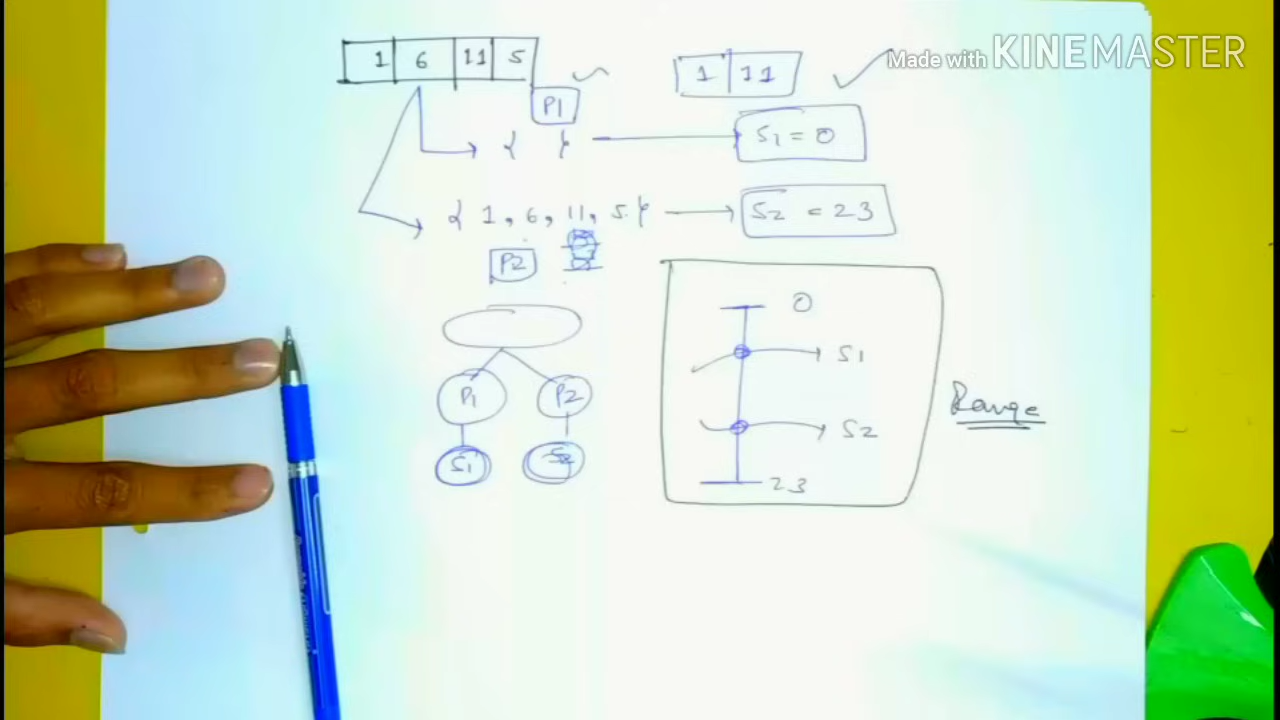 1 6 11 5
1 11
Made with KINEMASTER
P1
{ } S1 = 0
{ 1, 6, 11, 5 } S2 = 23
P2
0
S1
P1 P2
Range
S2
S1 S2
23